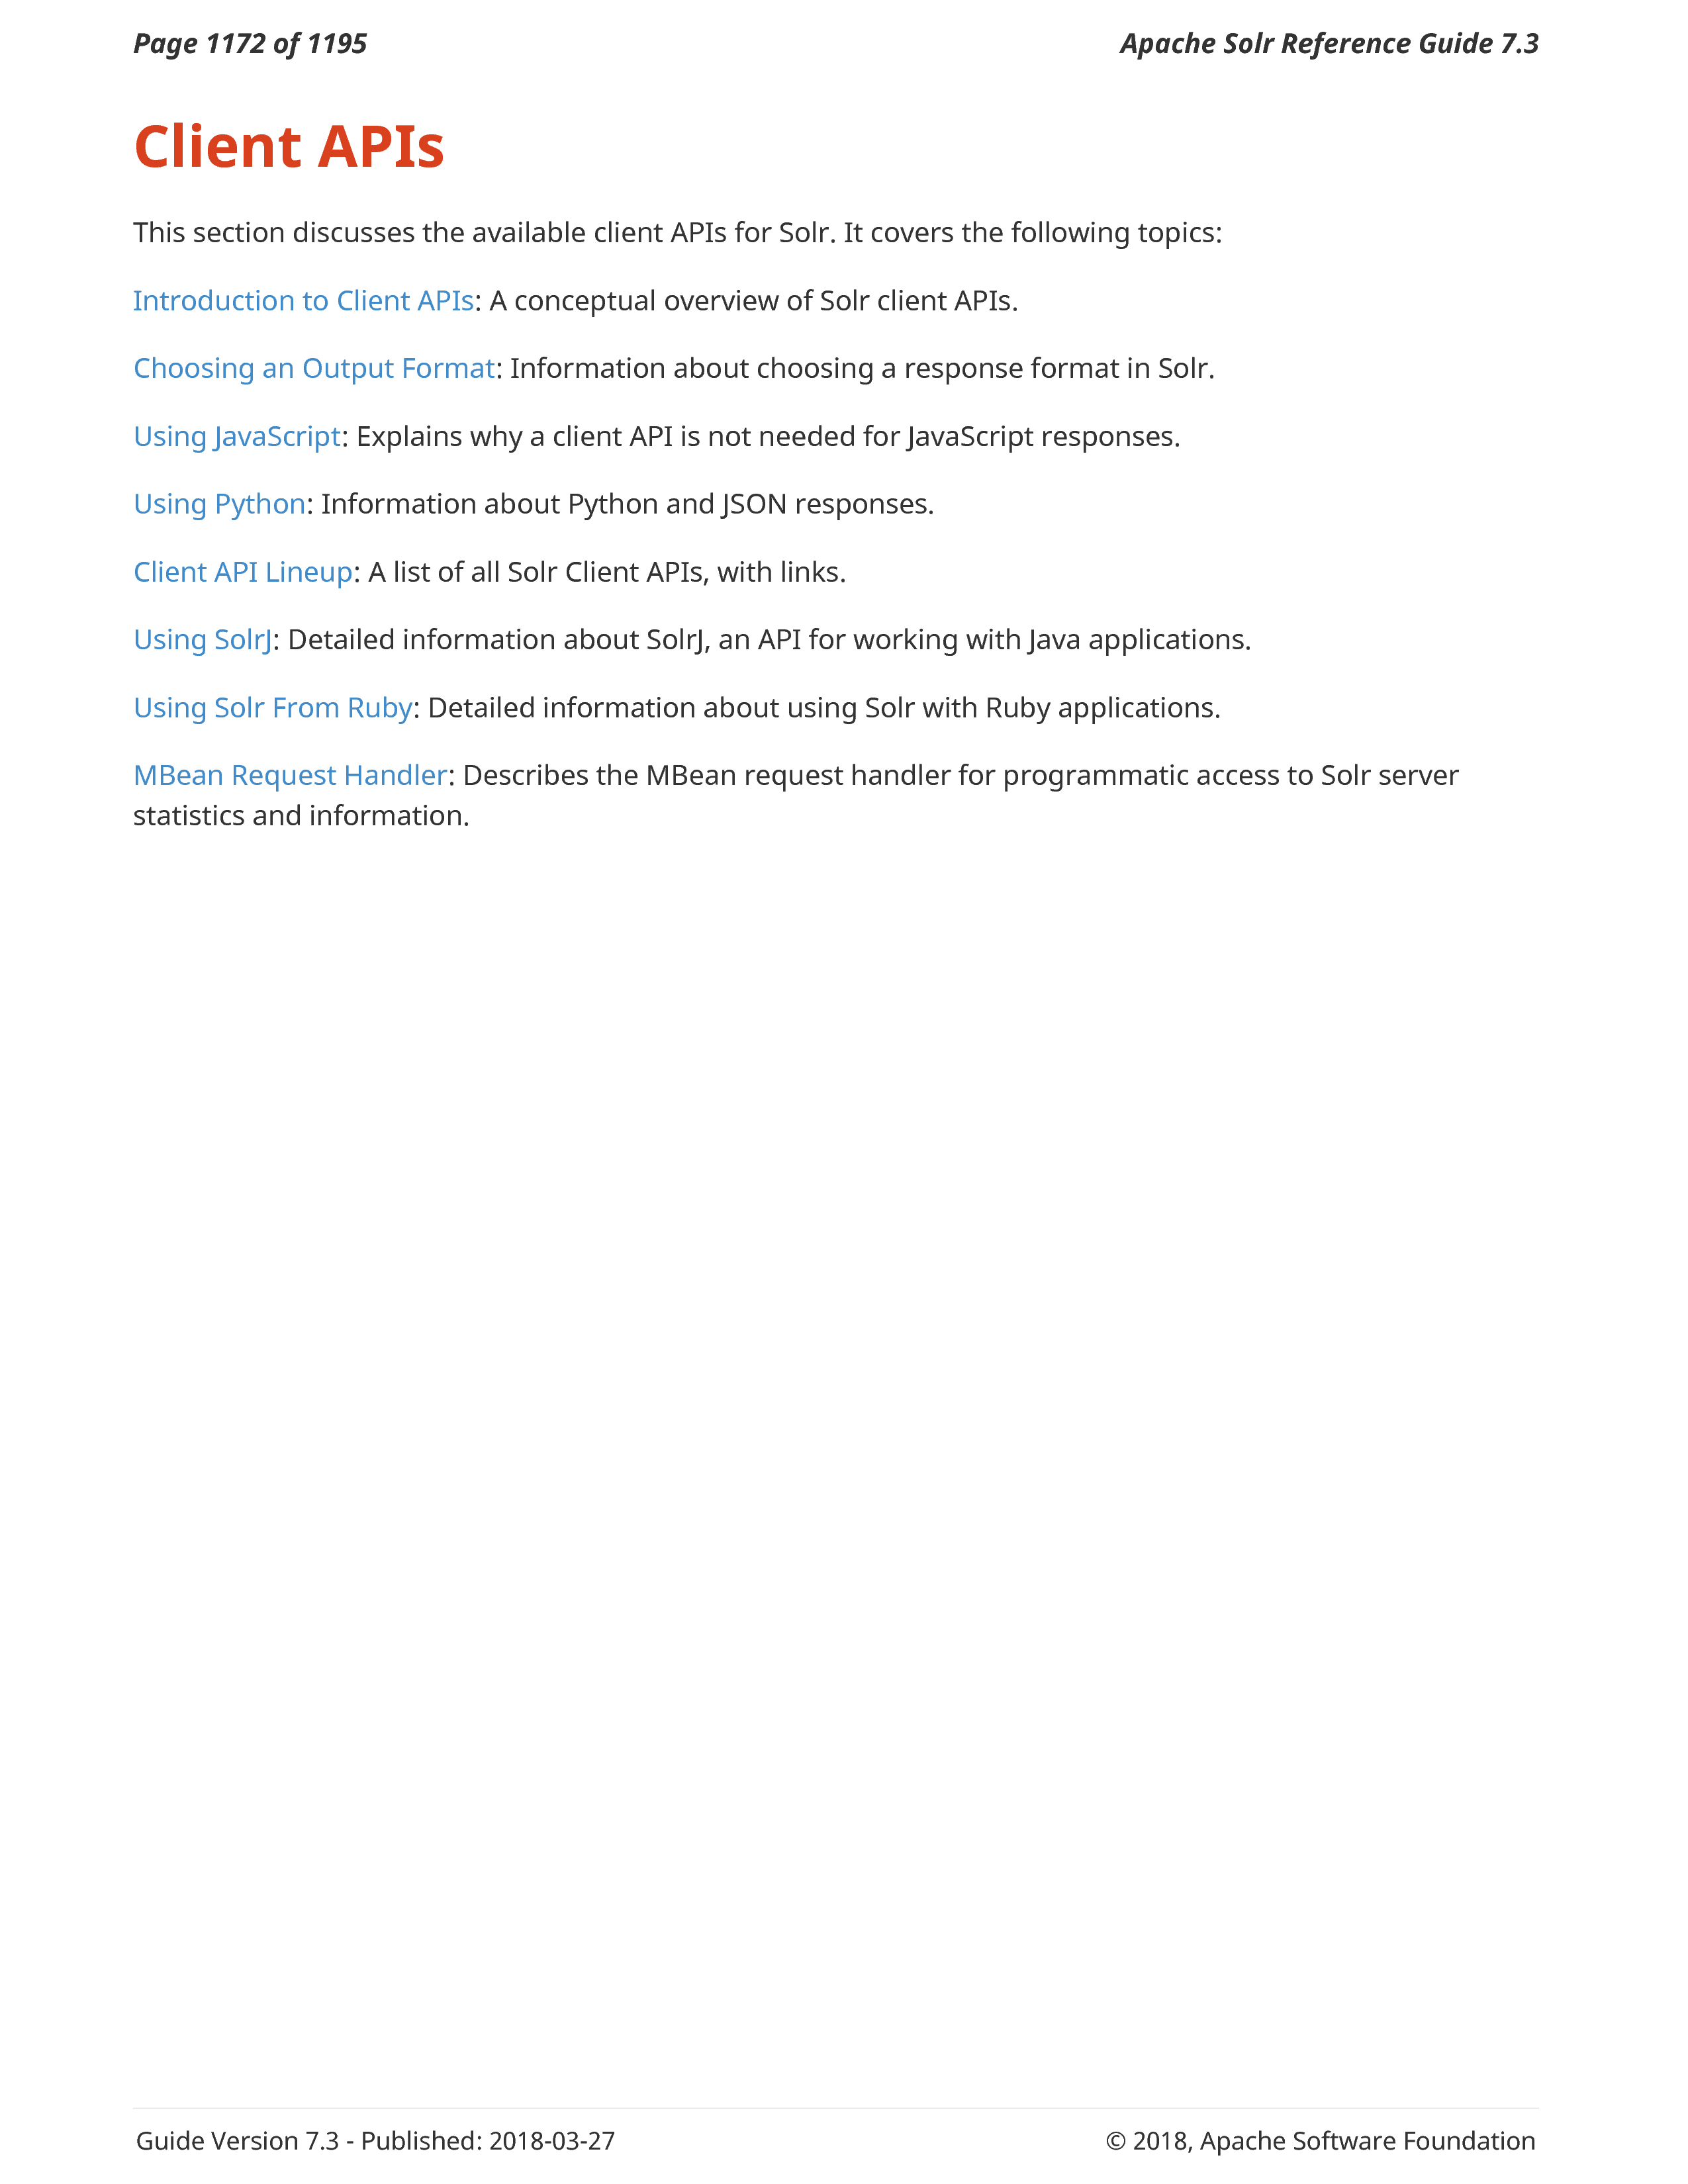 Page 1172 of 1195
Apache Solr Reference Guide 7.3
Client APIs
This section discusses the available client APIs for Solr. It covers the following topics:
Introduction to Client APIs: A conceptual overview of Solr client APIs.
Choosing an Output Format: Information about choosing a response format in Solr.
Using JavaScript: Explains why a client API is not needed for JavaScript responses.
Using Python: Information about Python and JSON responses.
Client API Lineup: A list of all Solr Client APIs, with links.
Using SolrJ: Detailed information about SolrJ, an API for working with Java applications.
Using Solr From Ruby: Detailed information about using Solr with Ruby applications.
MBean Request Handler: Describes the MBean request handler for programmatic access to Solr server
statistics and information.
Guide Version 7.3 - Published: 2018-03-27
© 2018, Apache Software Foundation